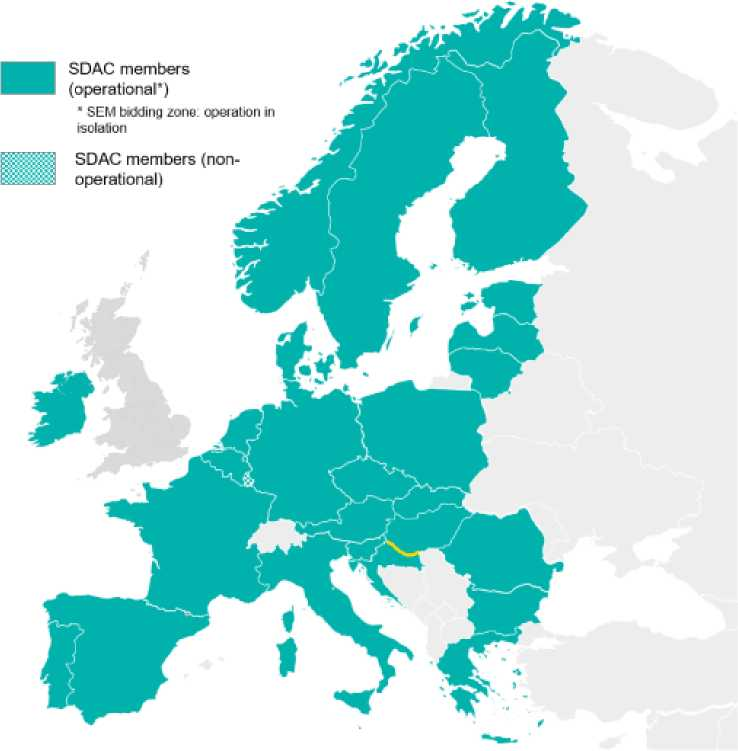 SDAC members
(operational*)
* SEM bidding zone: operation in
isolation
SDAC members (non-
operational)